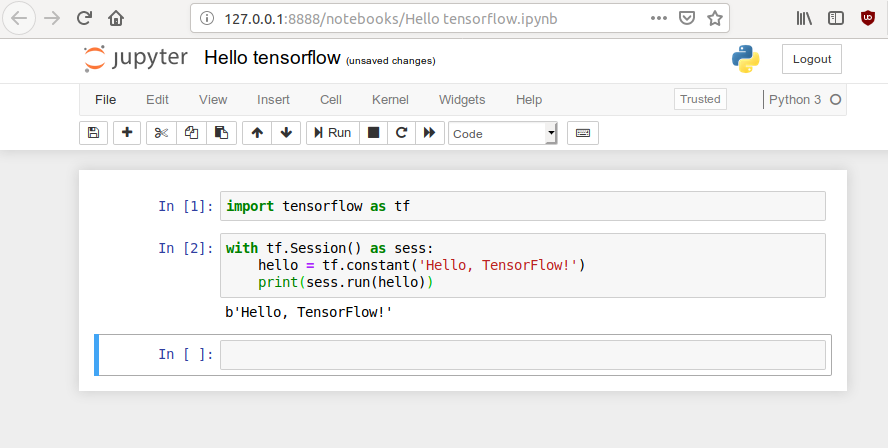 127.0.0.1:8888/notebooks/Hello tensorflow.ipynb
jupyter Hello tensorflow (unsaved changes) Logout
File Edit View Insert Cell Kernel Widgets Help Trusted Python 3
Run Code
In [1]: import tensorflow as tf
In [2]: with tf.Session() as sess:
    hello = tf.constant('Hello, TensorFlow!')
    print(sess.run(hello))
b'Hello, TensorFlow!'
In [ ]: